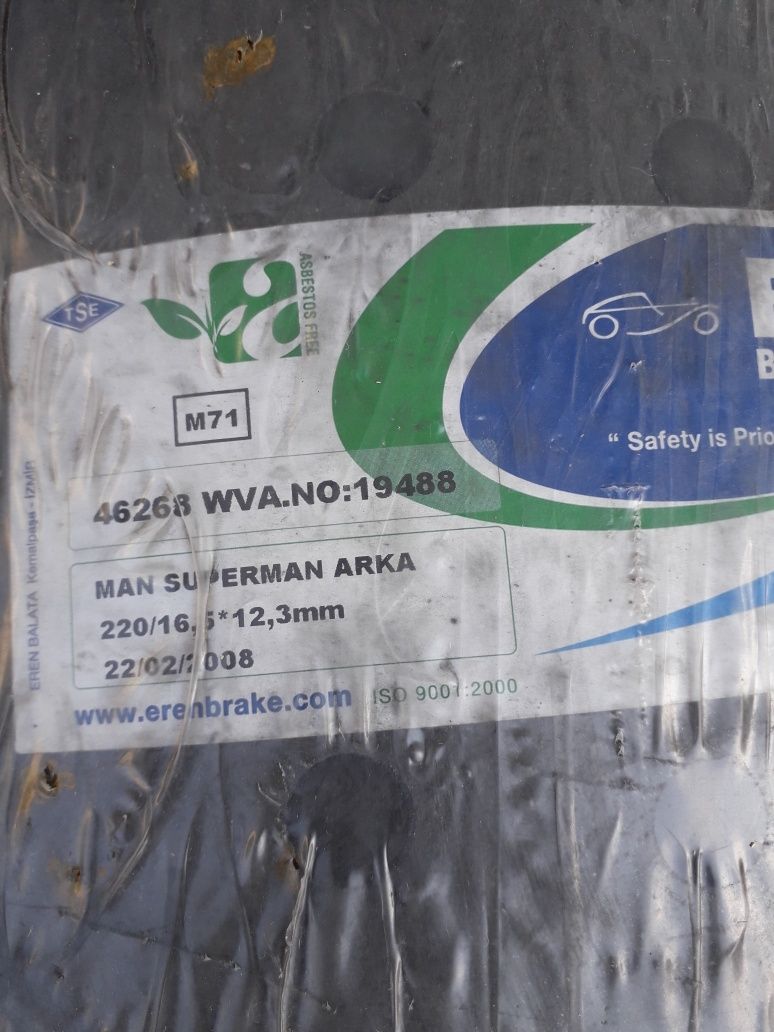 TSE
ASBESTOS FREE
a
M71
B
“ Safety is Prio
46268 WVA.NO:19488
MAN SUPERMAN ARKA
220/16,5*12,3mm
22/02/2008
EREN BALATA Kemalpaşa - İZMİR
www.erenbrake.com ISO 9001:2000